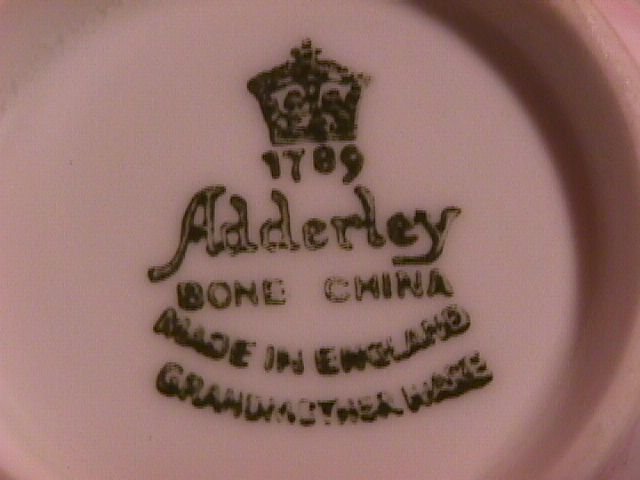 1789
Adderley
BONE CHINA
MADE IN ENGLAND
GRANDMOTHER WARE